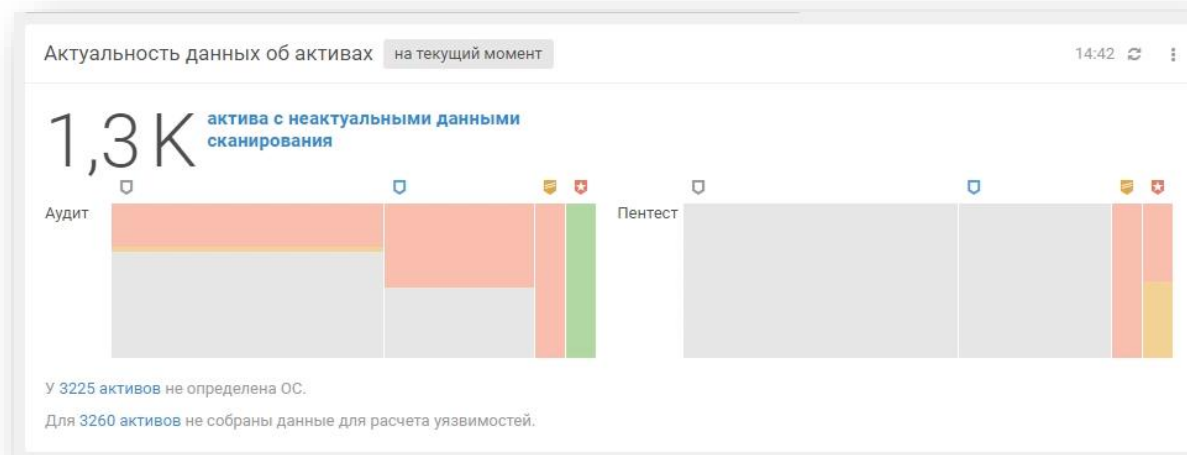 Актуальность данных об активах на текущий момент 14:42
1,3 K актива с неактуальными данными
сканирования
Аудит Пентест
У 3225 активов не определена ОС.
Для 3260 активов не собраны данные для расчета уязвимостей.